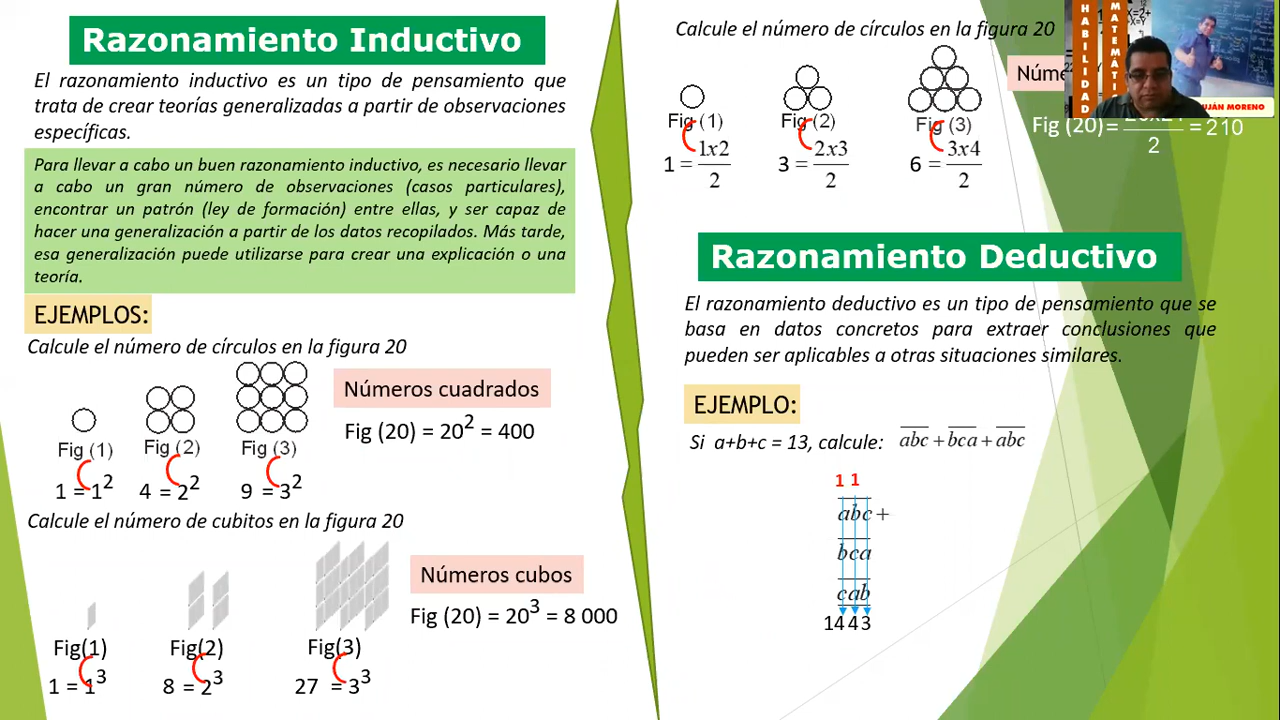 Razonamiento Inductivo
El razonamiento inductivo es un tipo de pensamiento que
trata de crear teorías generalizadas a partir de observaciones
específicas.
Para llevar a cabo un buen razonamiento inductivo, es necesario llevar
a cabo un gran número de observaciones (casos particulares),
encontrar un patrón (ley de formación) entre ellas, y ser capaz de
hacer una generalización a partir de los datos recopilados. Más tarde,
esa generalización puede utilizarse para crear una explicación o una
teoría.
EJEMPLOS:
Calcule el número de círculos en la figura 20
Números cuadrados
Fig (20) = 20² = 400
Fig (1) Fig (2) Fig (3)
1 = 1² 4 = 2² 9 = 3²
Calcule el número de cubitos en la figura 20
Números cubos
Fig (20) = 20³ = 8 000
Fig(1) Fig(2) Fig(3)
1 = 1³ 8 = 2³ 27 = 3³
Calcule el número de círculos en la figura 20
Fig (1) Fig (2) Fig (3)
1 = 1x2/2 3 = 2x3/2 6 = 3x4/2
Fig (20) = 20x21/2 = 210
HABILIDAD
MATEMÁTIC
UJÁN MORENO
Razonamiento Deductivo
El razonamiento deductivo es un tipo de pensamiento que se
basa en datos concretos para extraer conclusiones que
pueden ser aplicables a otras situaciones similares.
EJEMPLO:
Si a+b+c = 13, calcule: abc + bca + abc
1 1
abc +
bca
cab
1443